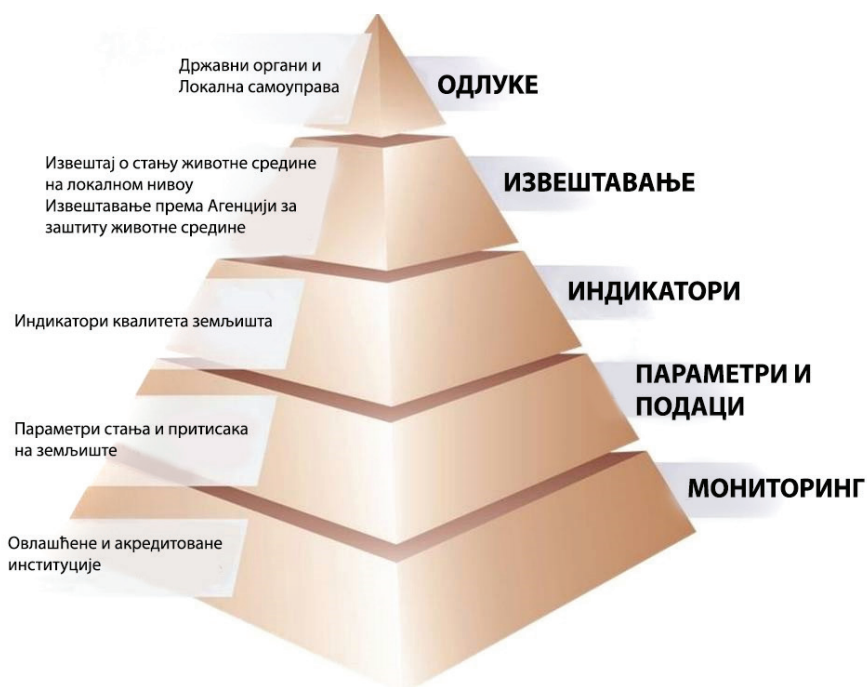 Државни органи и
Локална самоуправа
ОДЛУКЕ
Извештај о стању животне средине
на локалном нивоу
Извештавање према Агенцији за
заштиту животне средине
ИЗВЕШТАВАЊЕ
Индикатори квалитета земљишта
ИНДИКАТОРИ
Параметри стања и притисака
на земљиште
ПАРАМЕТРИ И
ПОДАЦИ
Овлашћене и акредитоване
институције
МОНИТОРИНГ